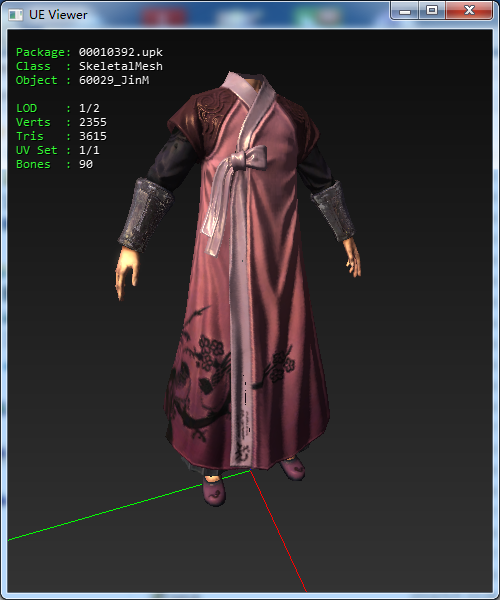 UE Viewer
Package: 00010392.upk
Class : SkeletalMesh
Object : 60029_JinM
LOD : 1/2
Verts : 2355
Tris : 3615
UV Set : 1/1
Bones : 90